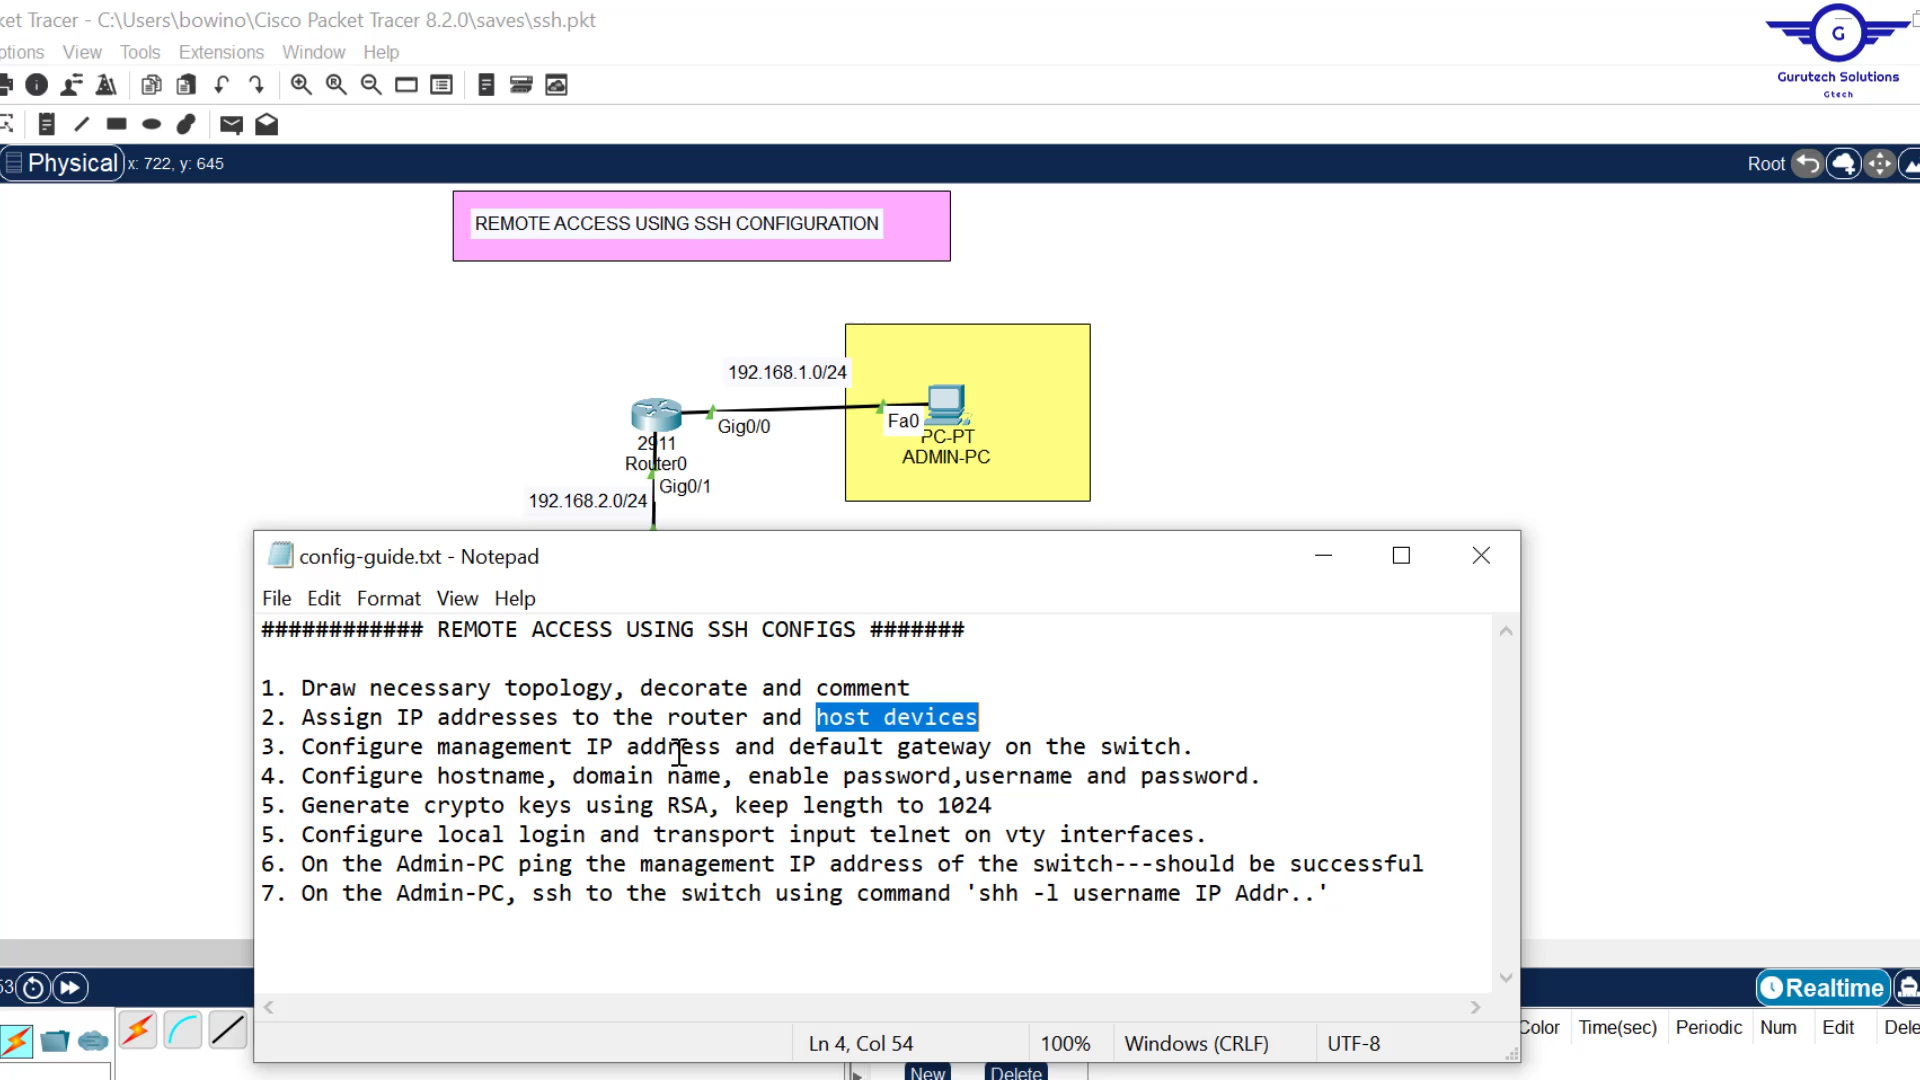 ket Tracer - C:\Users\bowino\Cisco Packet Tracer 8.2.0\saves\ssh.pkt
ptions View Tools Extensions Window Help
G
Gurutech Solutions
Gtech
Physical x: 722, y: 645
Root
REMOTE ACCESS USING SSH CONFIGURATION
192.168.1.0/24
Gig0/0
Fa0
PC-PT
ADMIN-PC
2911
Router0
Gig0/1
192.168.2.0/24
config-guide.txt - Notepad
File Edit Format View Help
############ REMOTE ACCESS USING SSH CONFIGS #######
1. Draw necessary topology, decorate and comment
2. Assign IP addresses to the router and host devices
3. Configure management IP address and default gateway on the switch.
4. Configure hostname, domain name, enable password,username and password.
5. Generate crypto keys using RSA, keep length to 1024
5. Configure local login and transport input telnet on vty interfaces.
6. On the Admin-PC ping the management IP address of the switch---should be successful
7. On the Admin-PC, ssh to the switch using command 'shh -l username IP Addr..'
Ln 4, Col 54 100% Windows (CRLF) UTF-8
53
Realtime
Color Time(sec) Periodic Num Edit Dele
New Delete